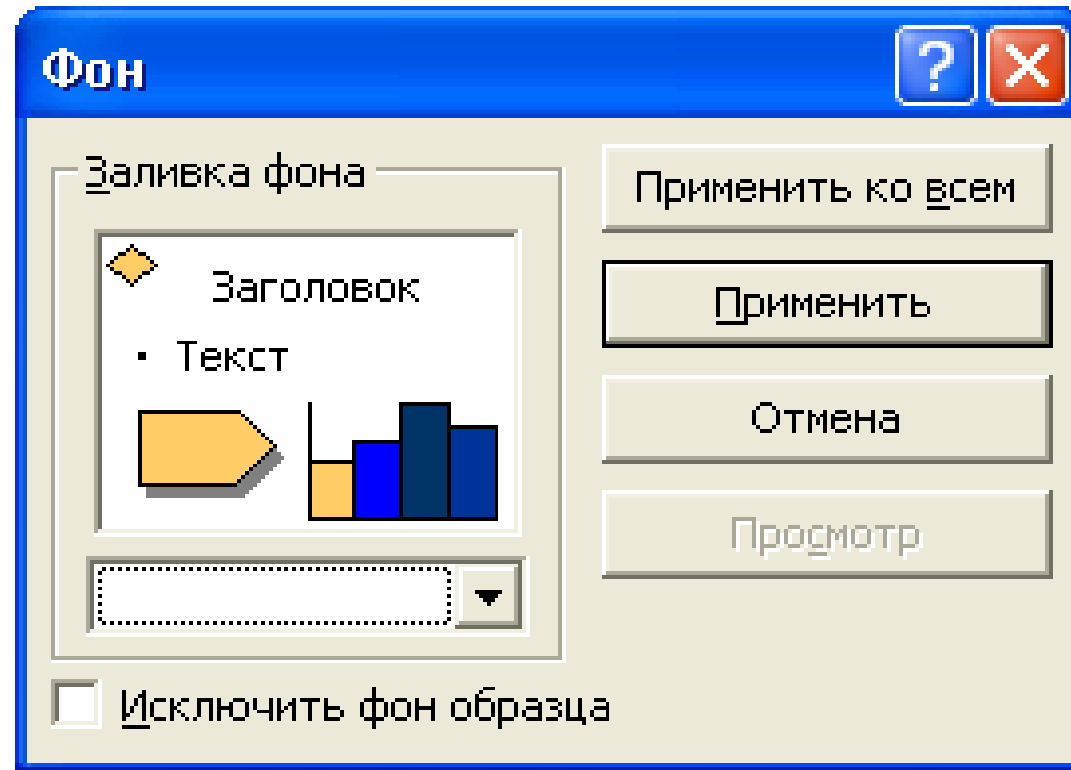 Фон
Заливка фона
Заголовок
· Текст
Применить ко всем
Применить
Отмена
Просмотр
Исключить фон образца